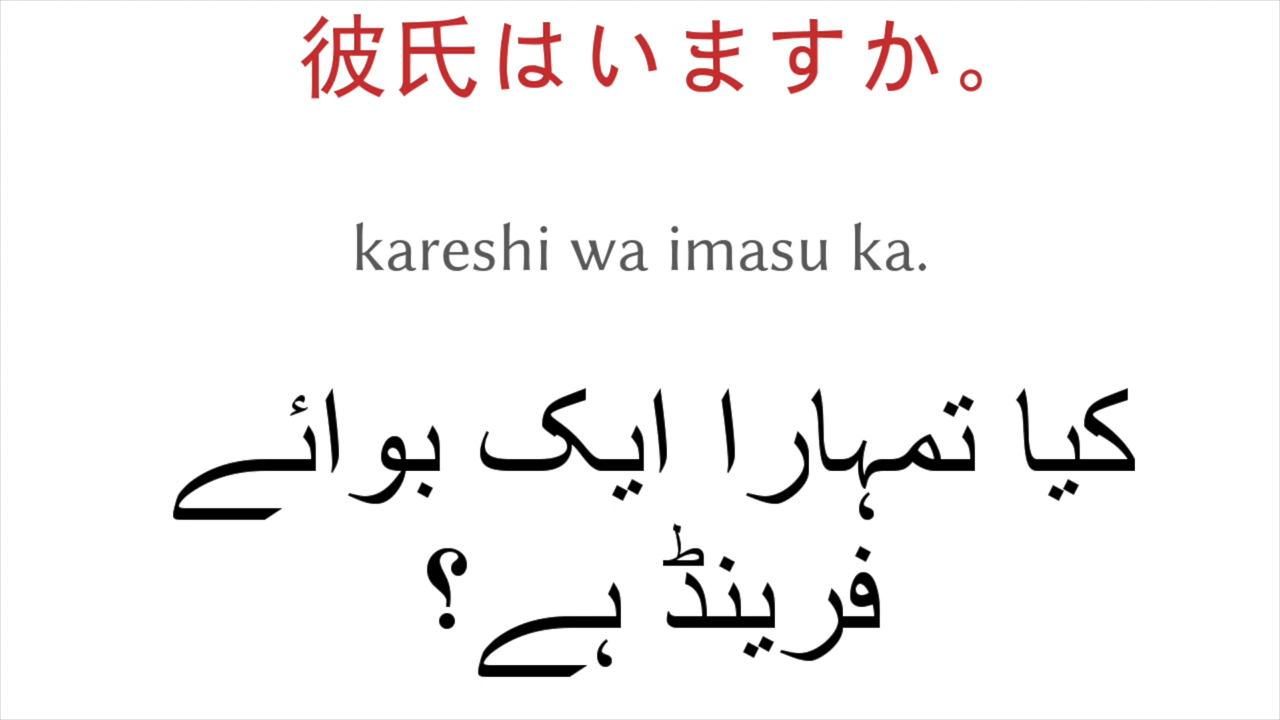 彼氏はいますか。
kareshi wa imasu ka.
کیا تمہارا ایک بوائے
فرینڈ ہے؟